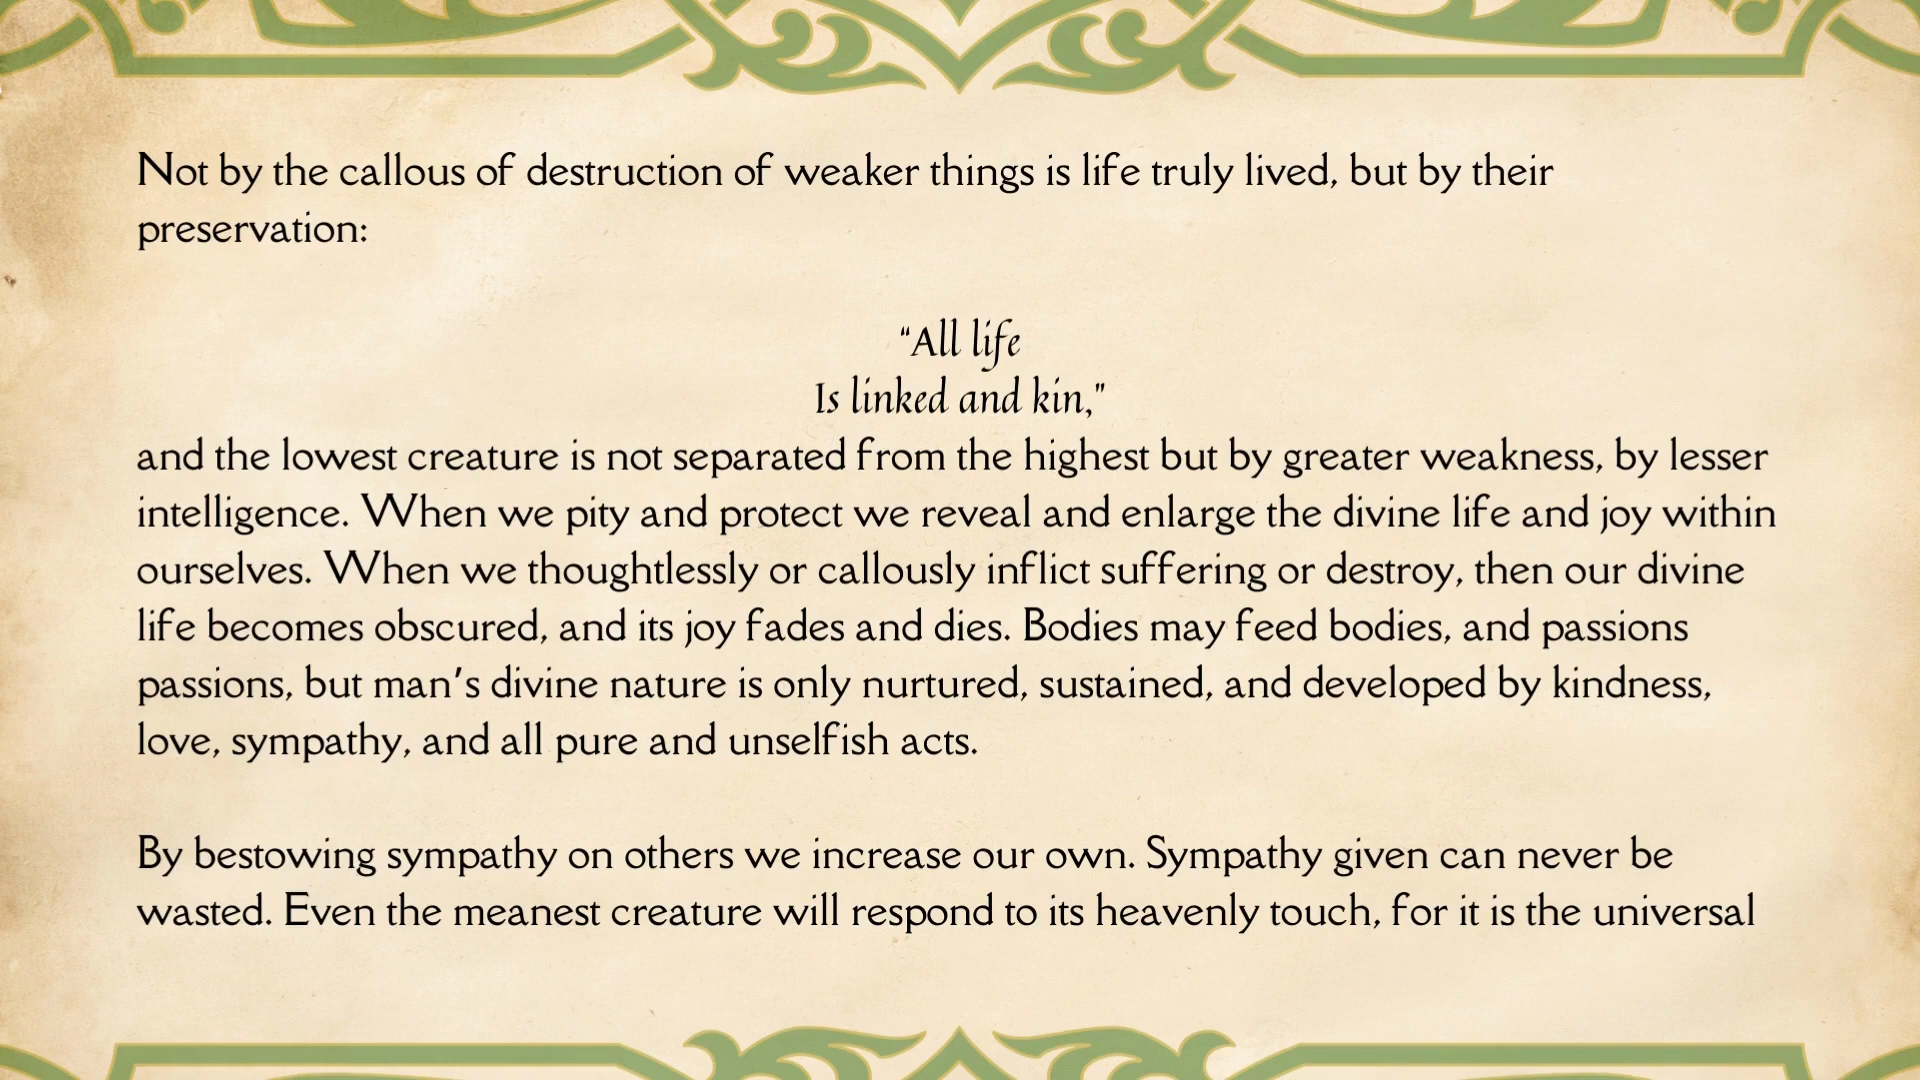 Not by the callous of destruction of weaker things is life truly lived, but by their
preservation:
“All life
Is linked and kin,”
and the lowest creature is not separated from the highest but by greater weakness, by lesser
intelligence. When we pity and protect we reveal and enlarge the divine life and joy within
ourselves. When we thoughtlessly or callously inflict suffering or destroy, then our divine
life becomes obscured, and its joy fades and dies. Bodies may feed bodies, and passions
passions, but man's divine nature is only nurtured, sustained, and developed by kindness,
love, sympathy, and all pure and unselfish acts.
By bestowing sympathy on others we increase our own. Sympathy given can never be
wasted. Even the meanest creature will respond to its heavenly touch, for it is the universal